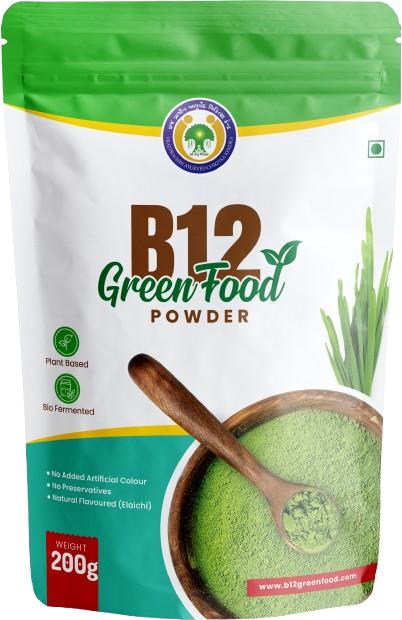 B12
Green Food
POWDER
Plant Based
Bio Fermented
• No Added Artificial Colour
• No Preservatives
• Natural Flavoured (Elaichi)
WEIGHT
200g
www.b12greenfood.com